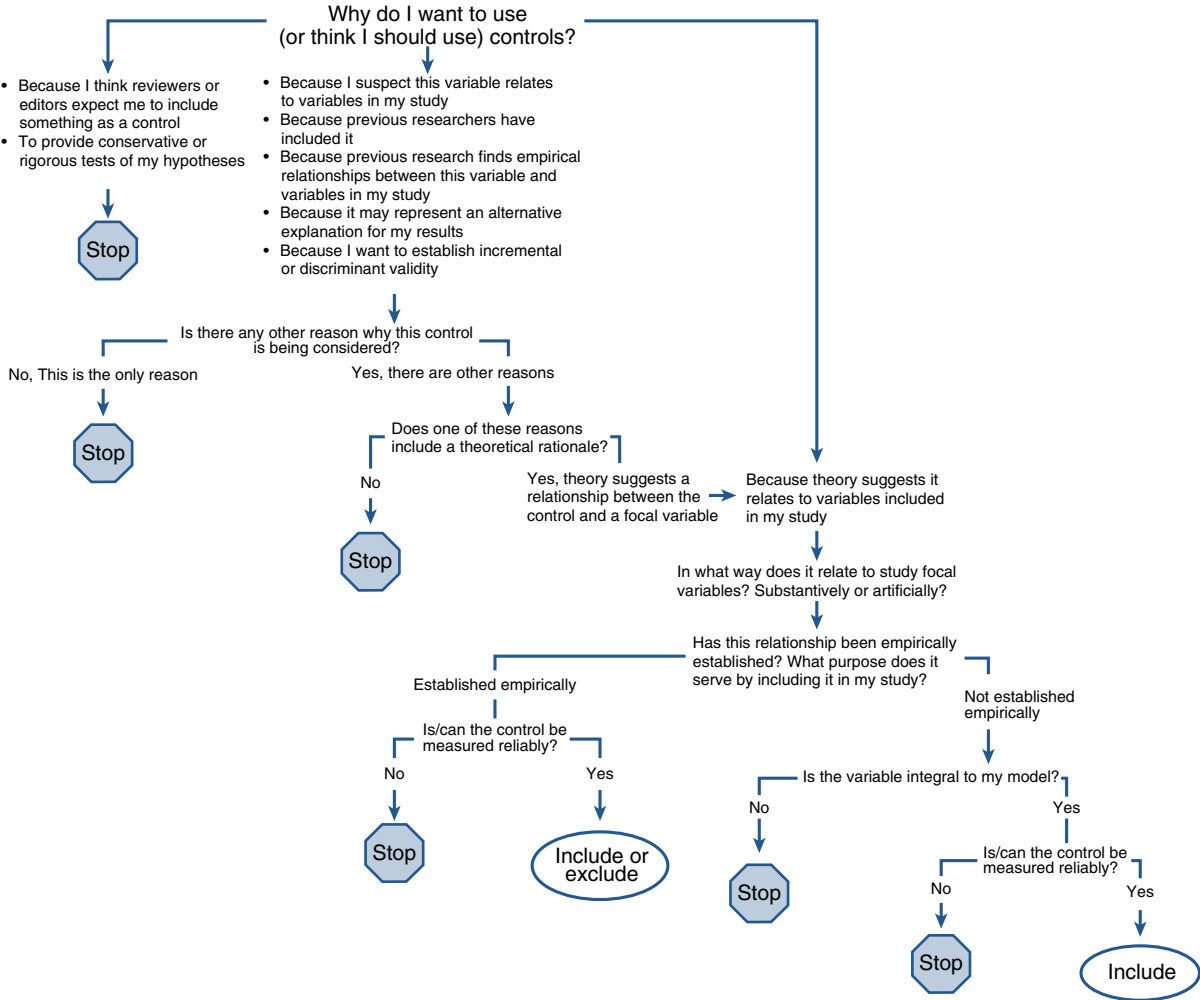 Why do I want to use
(or think I should use) controls?
• Because I think reviewers or
editors expect me to include
something as a control
• To provide conservative or
rigorous tests of my hypotheses
Stop
• Because I suspect this variable relates
to variables in my study
• Because previous researchers have
included it
• Because previous research finds empirical
relationships between this variable and
variables in my study
• Because it may represent an alternative
explanation for my results
• Because I want to establish incremental
or discriminant validity
Is there any other reason why this control
is being considered?
No, This is the only reason
Stop
Yes, there are other reasons
Does one of these reasons
include a theoretical rationale?
No
Stop
Yes, theory suggests a
relationship between the
control and a focal variable
Because theory suggests it
relates to variables included
in my study
In what way does it relate to study focal
variables? Substantively or artificially?
Has this relationship been empirically
established? What purpose does it
serve by including it in my study?
Established empirically
Is/can the control be
measured reliably?
No
Stop
Yes
Include or
exclude
Not established
empirically
Is the variable integral to my model?
No
Stop
Yes
Is/can the control be
measured reliably?
No
Stop
Yes
Include